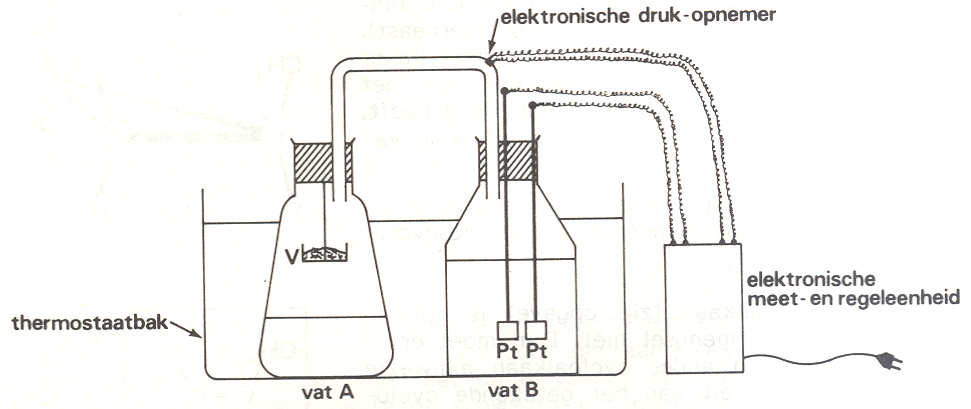 elektronische druk-opnemer
V
elektronische
meet- en regeleenheid
thermostaatbak
Pt Pt
vat A
vat B